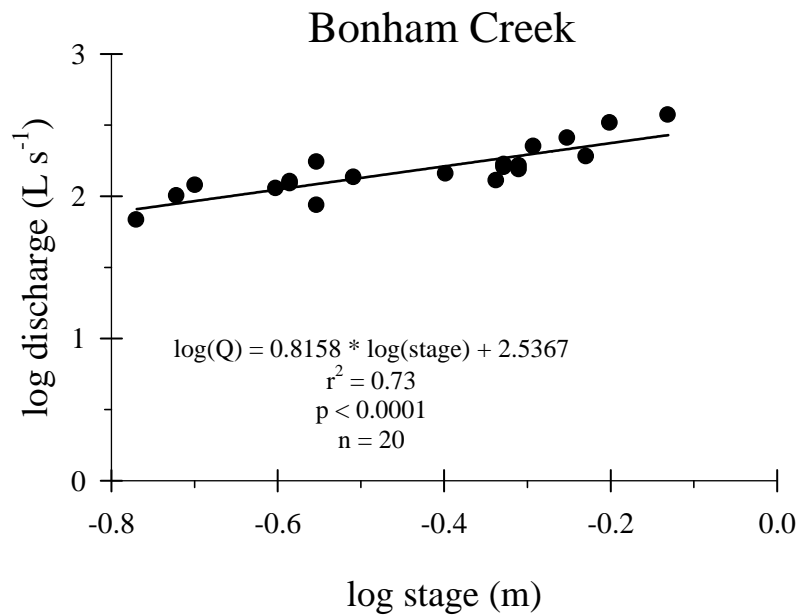 Bonham Creek
3
2
1
0
log discharge (L s⁻¹)
log(Q) = 0.8158 * log(stage) + 2.5367
r² = 0.73
p < 0.0001
n = 20
-0.8 -0.6 -0.4 -0.2 0.0
log stage (m)